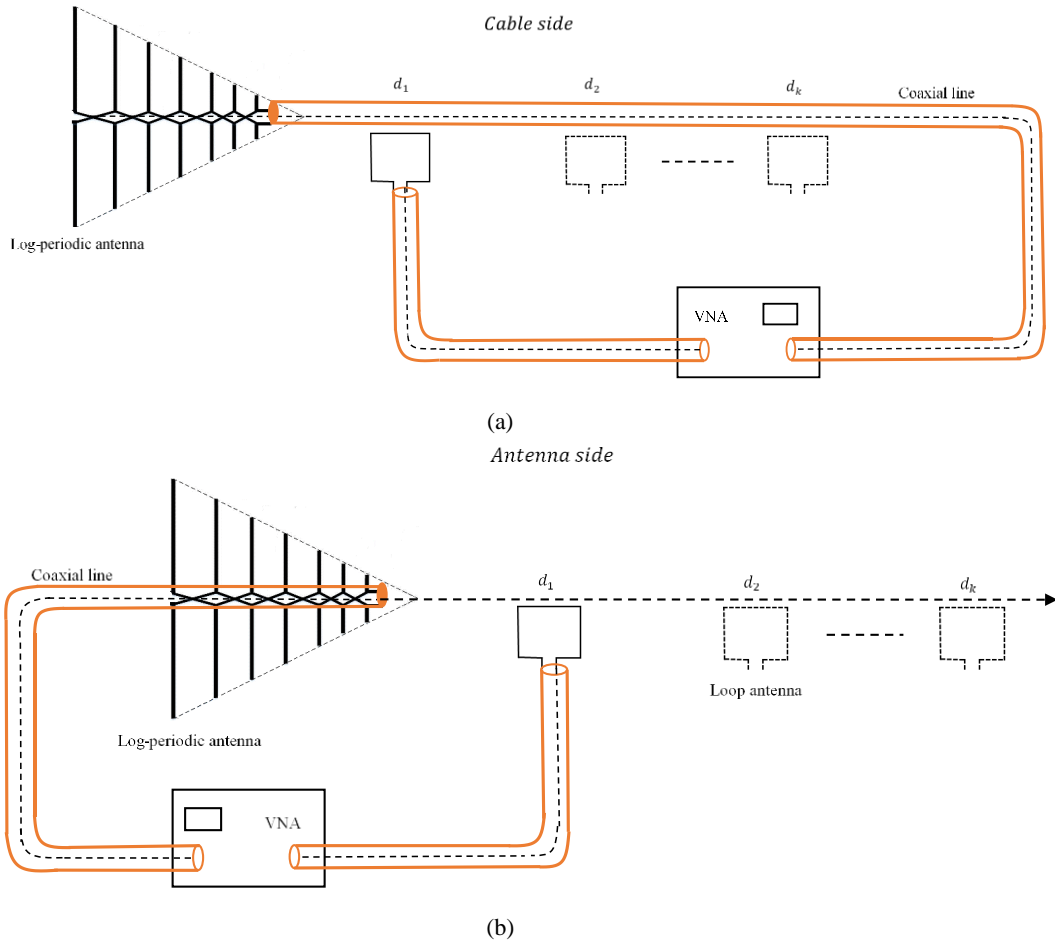 Cable side
d₁ d₂ dₖ Coaxial line
Log-periodic antenna
VNA
(a)
Antenna side
Coaxial line d₁ d₂ dₖ
Loop antenna
Log-periodic antenna
VNA
(b)